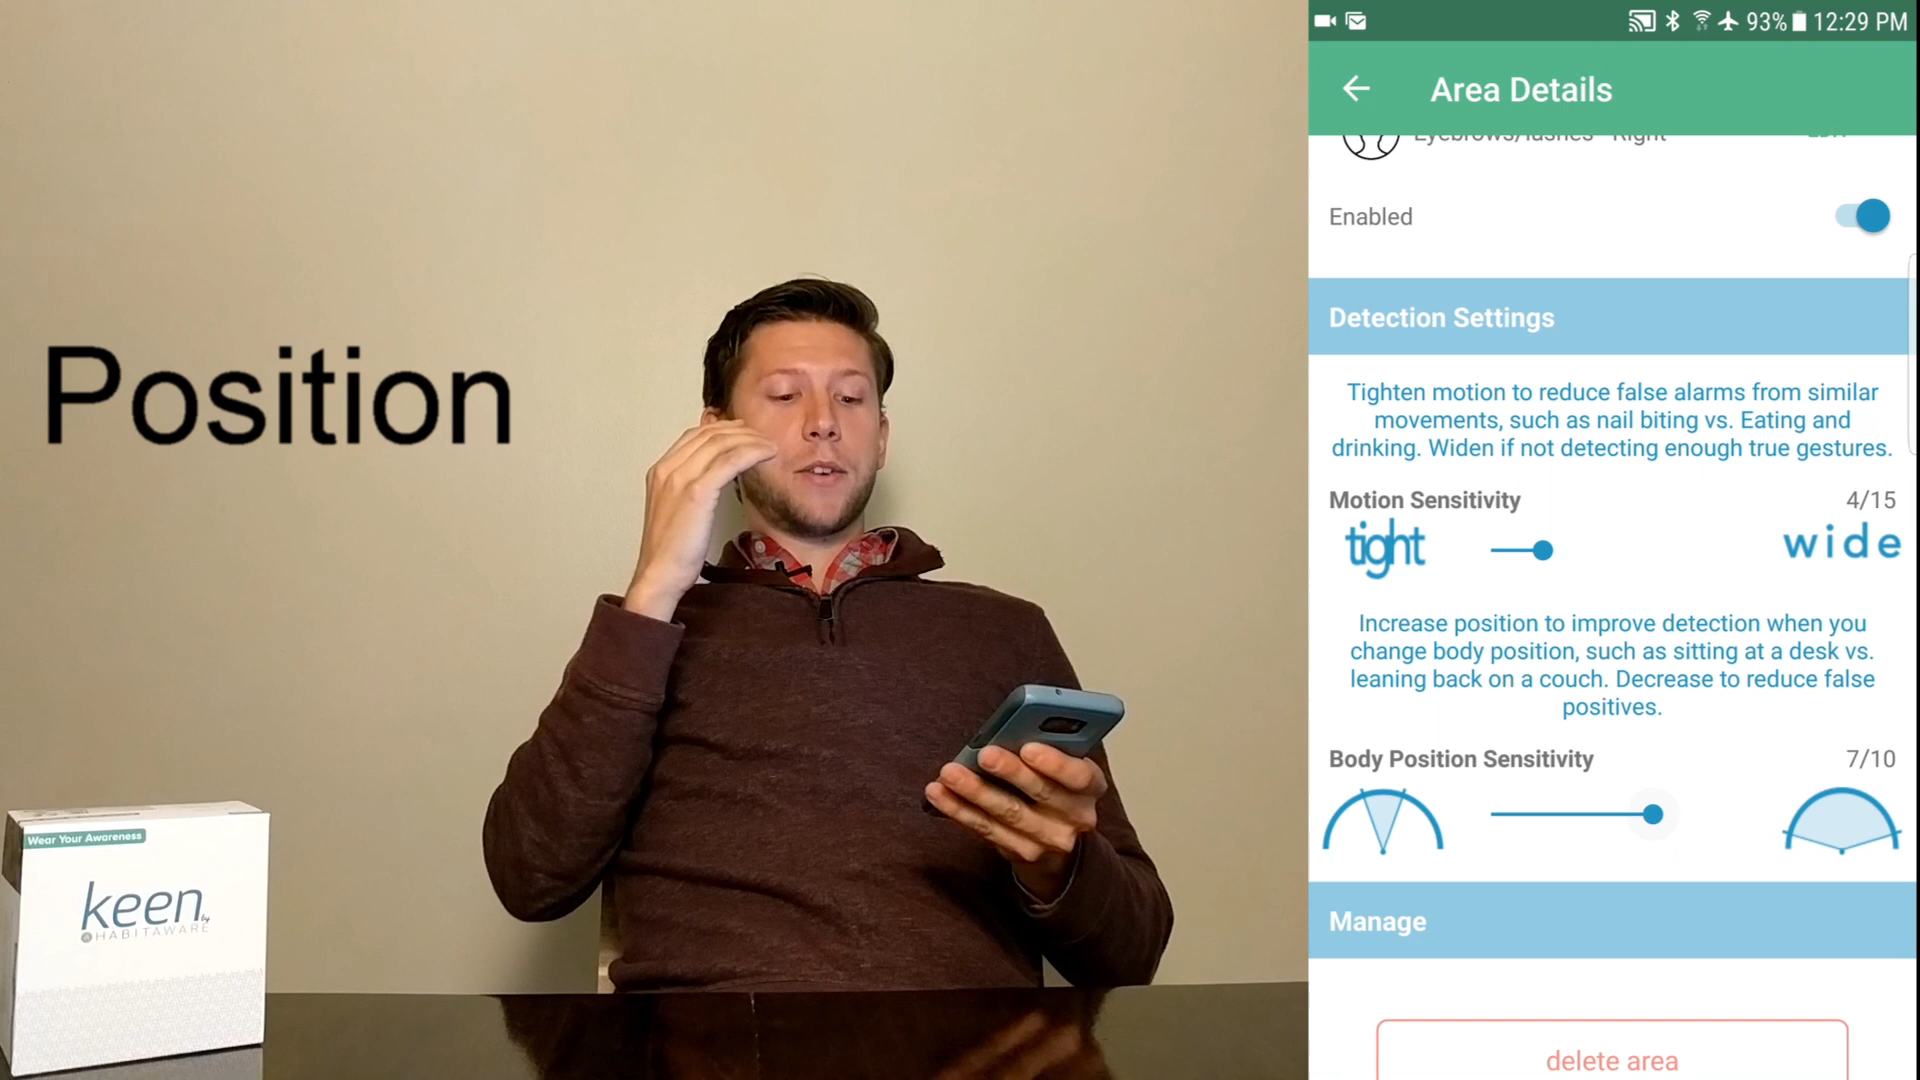 Position
Wear Your Awareness
keen by
HABITAWARE
93% 12:29 PM
Area Details
Eyebrows/lashes - Right
Enabled
Detection Settings
Tighten motion to reduce false alarms from similar
movements, such as nail biting vs. Eating and
drinking. Widen if not detecting enough true gestures.
Motion Sensitivity 4/15
tight wide
Increase position to improve detection when you
change body position, such as sitting at a desk vs.
leaning back on a couch. Decrease to reduce false
positives.
Body Position Sensitivity 7/10
Manage
delete area